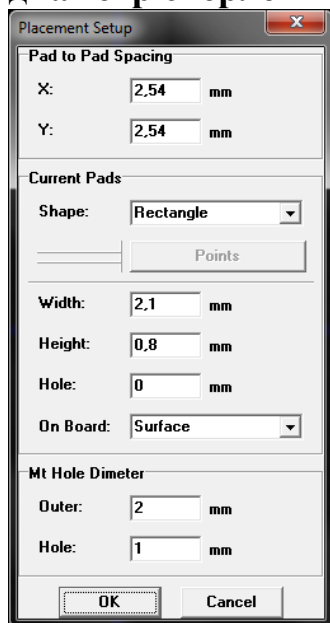 Placement Setup
Pad to Pad Spacing
X: 2,54 mm
Y: 2,54 mm
Current Pads
Shape: Rectangle
Points
Width: 2,1 mm
Height: 0,8 mm
Hole: 0 mm
On Board: Surface
Mt Hole Dimeter
Outer: 2 mm
Hole: 1 mm
OK Cancel